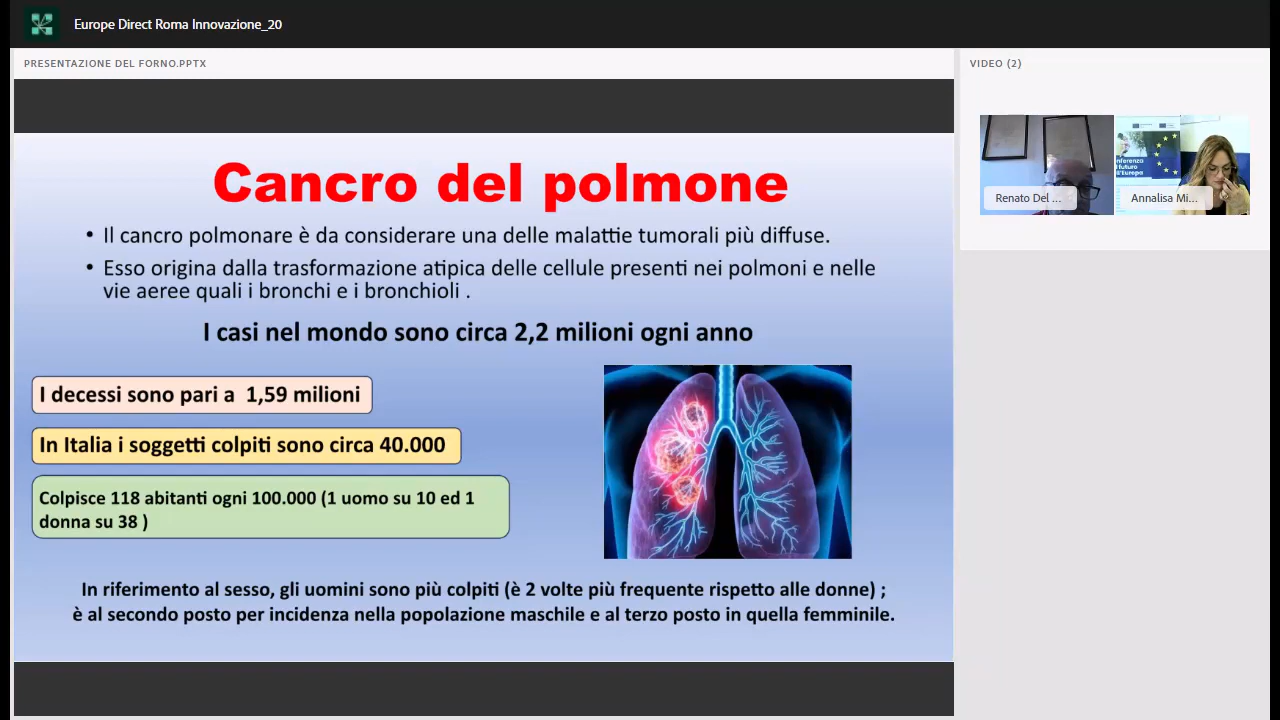 Europe Direct Roma Innovazione_20
PRESENTAZIONE DEL FORNO.PPTX
VIDEO (2)
Cancro del polmone
• Il cancro polmonare è da considerare una delle malattie tumorali più diffuse.
• Esso origina dalla trasformazione atipica delle cellule presenti nei polmoni e nelle
vie aeree quali i bronchi e i bronchioli .
I casi nel mondo sono circa 2,2 milioni ogni anno
I decessi sono pari a 1,59 milioni
In Italia i soggetti colpiti sono circa 40.000
Colpisce 118 abitanti ogni 100.000 (1 uomo su 10 ed 1
donna su 38 )
In riferimento al sesso, gli uomini sono più colpiti (è 2 volte più frequente rispetto alle donne) ;
è al secondo posto per incidenza nella popolazione maschile e al terzo posto in quella femminile.
Renato Del ...
Annalisa Mi...